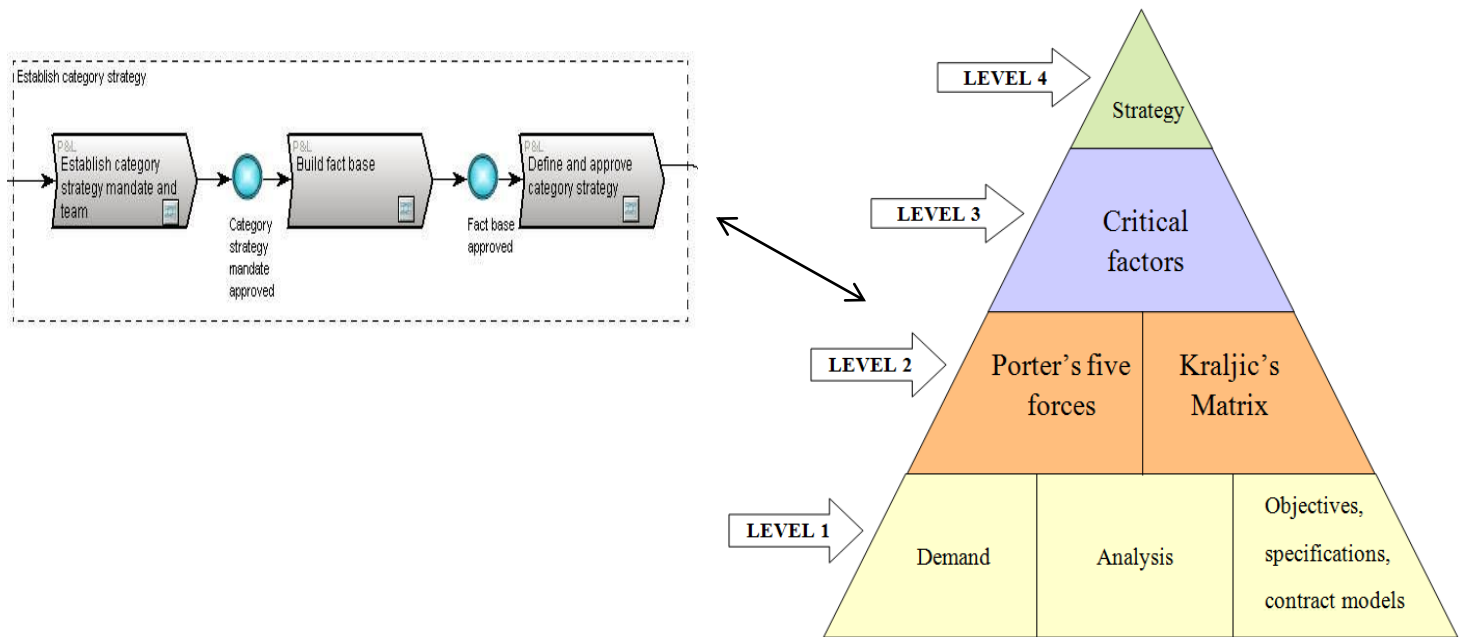 Establish category strategy
P&L
Establish category
strategy mandate and
team
Category
strategy
mandate
approved
P&L
Build fact base
Fact base
approved
P&L
Define and approve
category strategy
LEVEL 4
Strategy
LEVEL 3
Critical
factors
LEVEL 2
Porter’s five
forces
Kraljic’s
Matrix
LEVEL 1
Demand
Analysis
Objectives,
specifications,
contract models